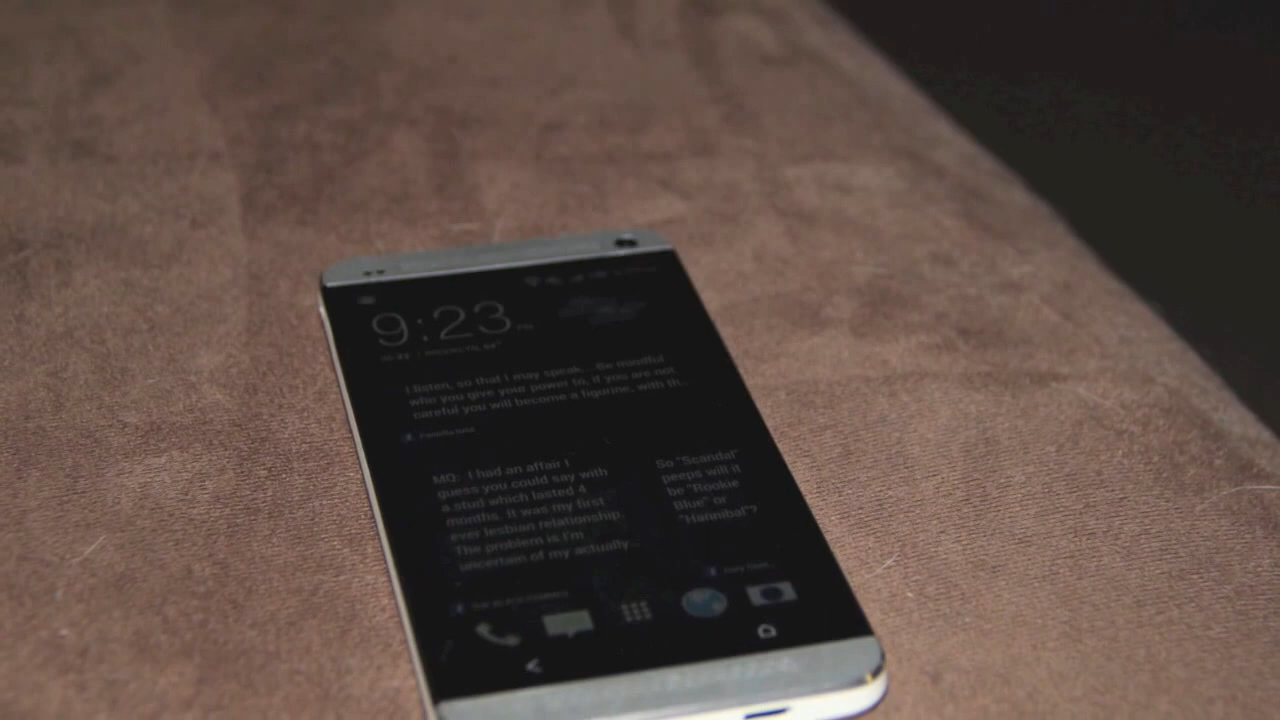 9:23 PM
I listen, so that I may speak... Be mindful
who you give your power to, if you are not
careful you will become a figurine, with th...
MQ: I had an affair I
guess you could say with
a stud which lasted 4
months. It was my first
ever lesbian relationship.
The problem is I'm
uncertain of my actually...
So "Scandal"
peeps will it
be "Rookie
Blue" or
"Hannibal"?